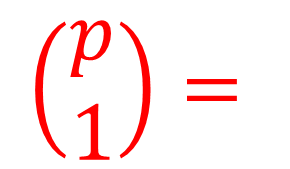 (p
1) =